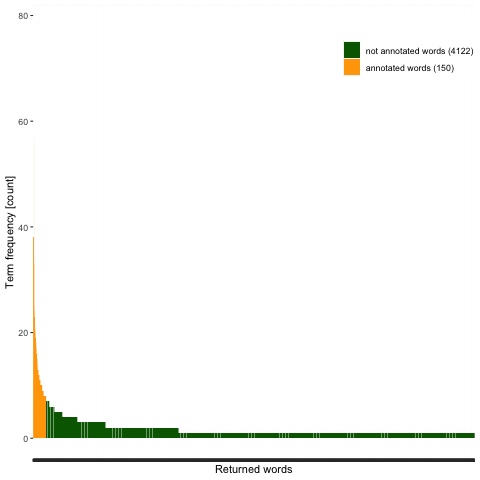 80
60
40
20
0
Term frequency [count]
not annotated words (4122)
annotated words (150)
Returned words